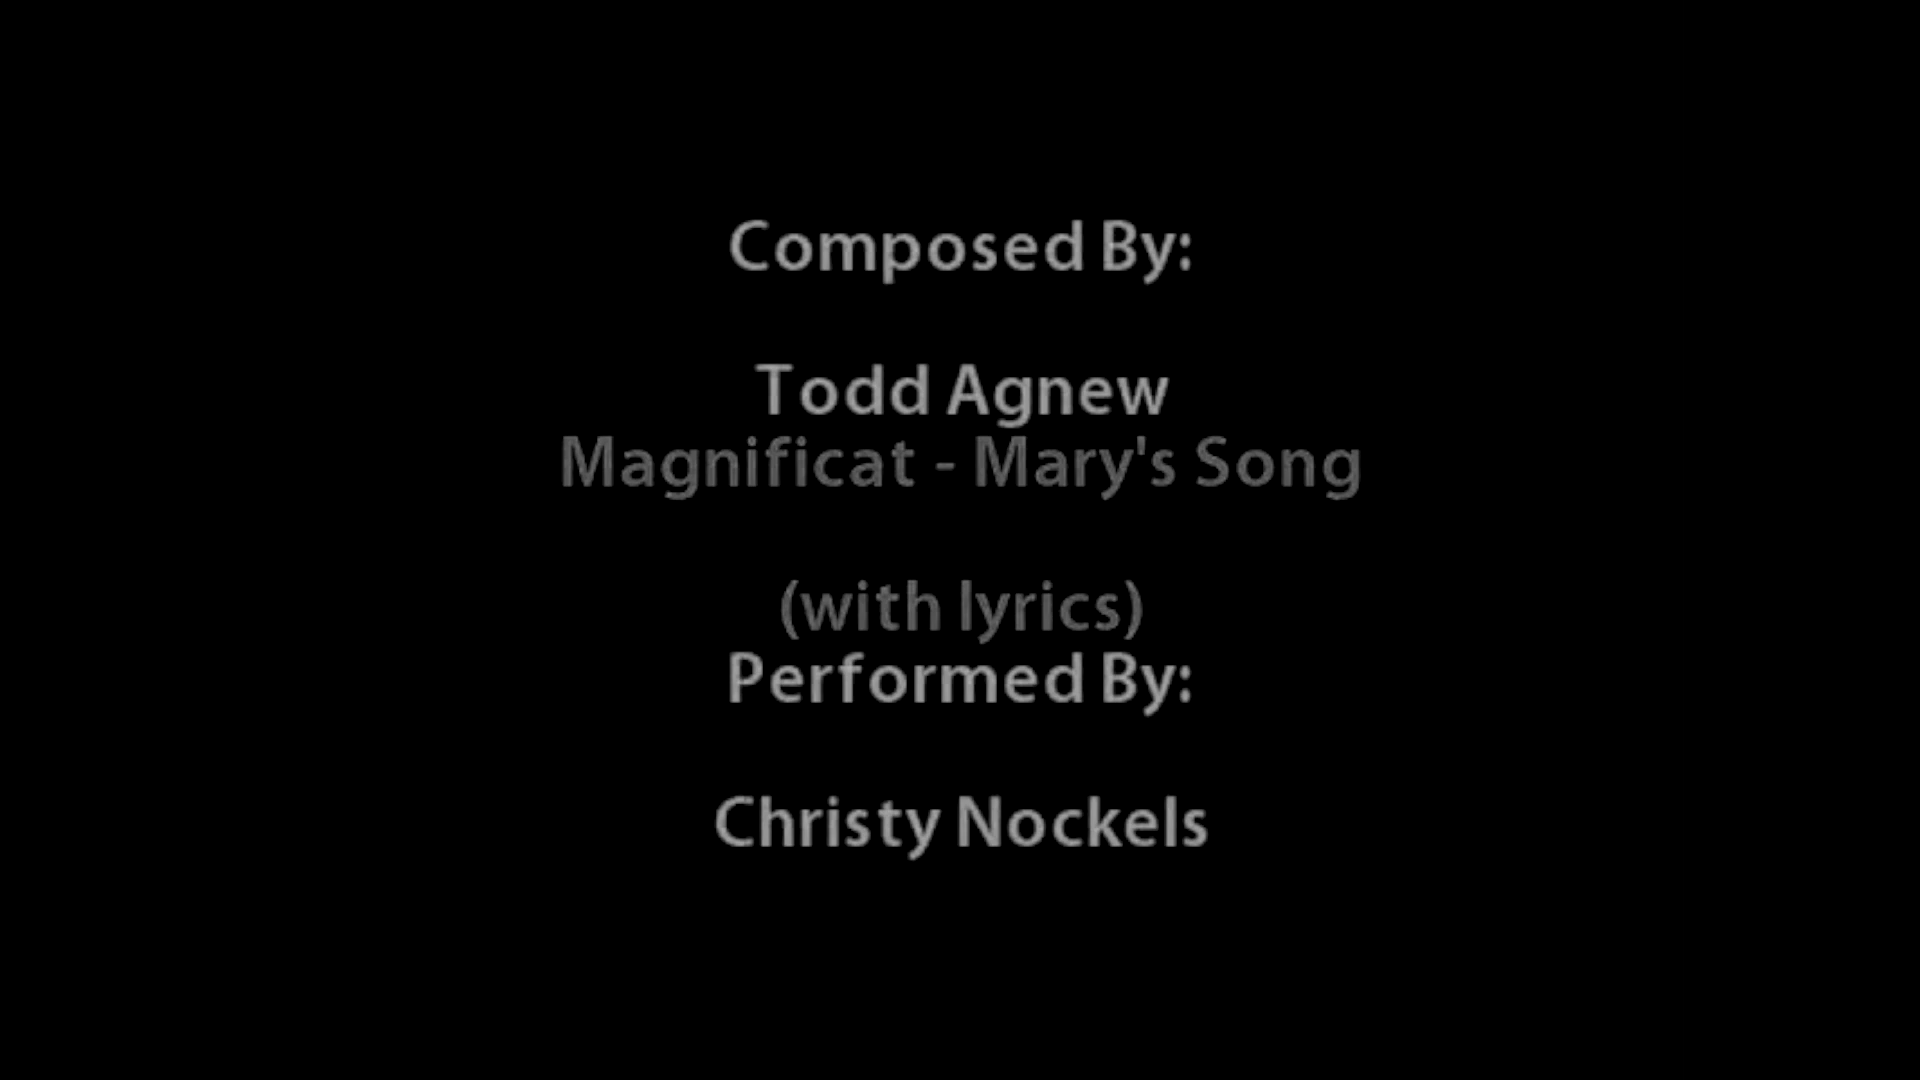 Composed By:
Todd Agnew
Magnificat - Mary's Song
(with lyrics)
Performed By:
Christy Nockels